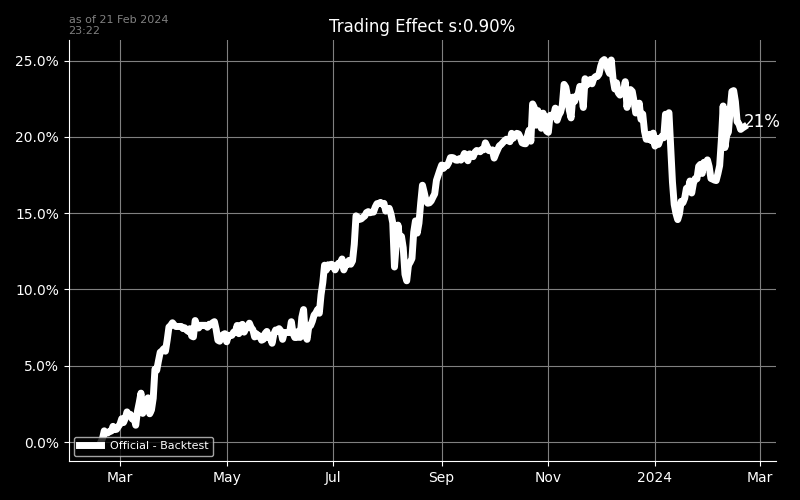 as of 21 Feb 2024
23:22
Trading Effect s:0.90%
25.0%
20.0%
15.0%
10.0%
5.0%
0.0%
21%
Official - Backtest
Mar May Jul Sep Nov 2024 Mar